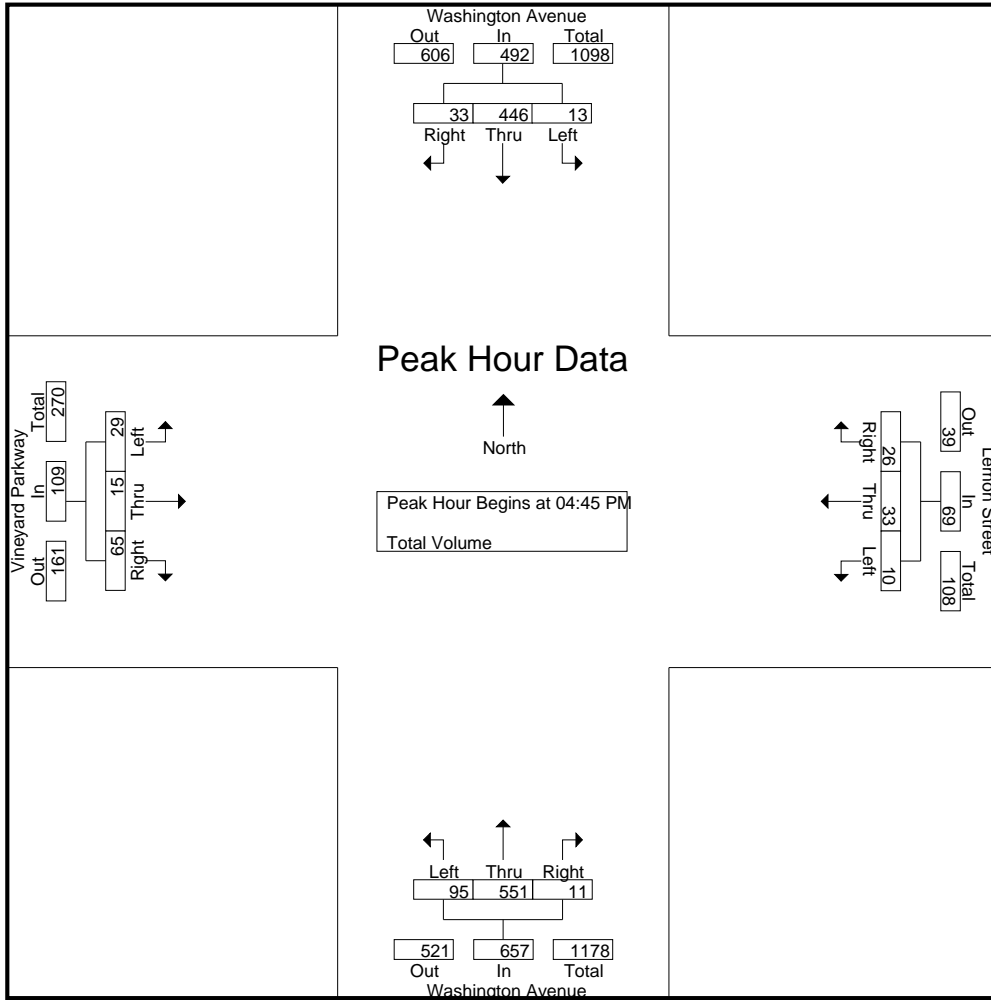 Washington Avenue
Out In Total
606 492 1098
33 446 13
Right Thru Left
Peak Hour Data
North
Peak Hour Begins at 04:45 PM
Total Volume
Vineyard Parkway
Out In Total
161 109 270
65 15 29
Right Thru Left
Lemon Street
Out In Total
39 69 108
26 33 10
Right Thru Left
Left Thru Right
95 551 11
521 657 1178
Out In Total
Washington Avenue